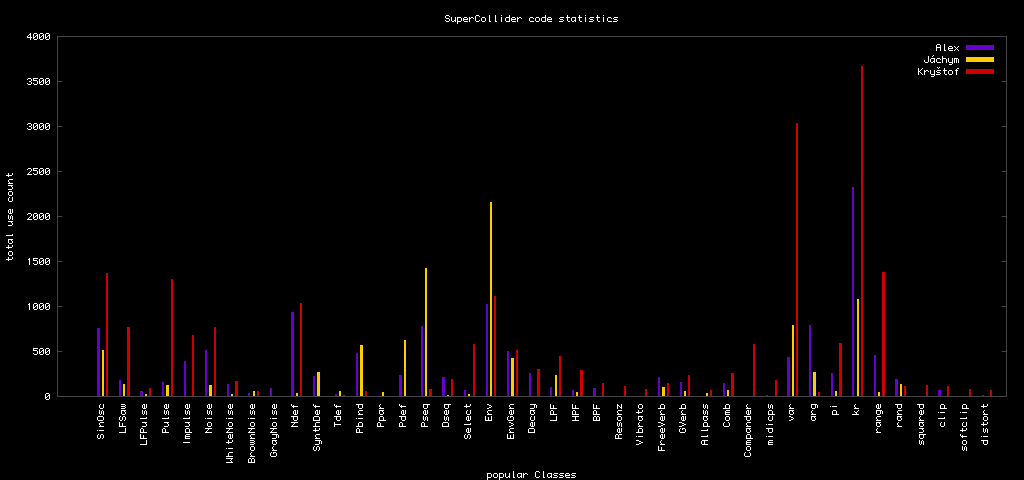 SuperCollider code statistics
4000
3500
3000
2500
2000
1500
1000
500
0
total use count
Alex
Jáchym
Kryštof
SinOsc
LFSaw
LFPulse
Pulse
Impulse
Noise
WhiteNoise
BrownNoise
GrayNoise
Ndef
SynthDef
Tdef
Pbind
Ppar
Pdef
Pseq
Dseq
Select
Env
EnvGen
Decay
LPF
HPF
BPF
Resonz
Vibrato
FreeVerb
GVerb
Allpass
Comb
Compander
midicps
var
arg
pi
kr
range
rand
squared
clip
softclip
distort
popular Classes